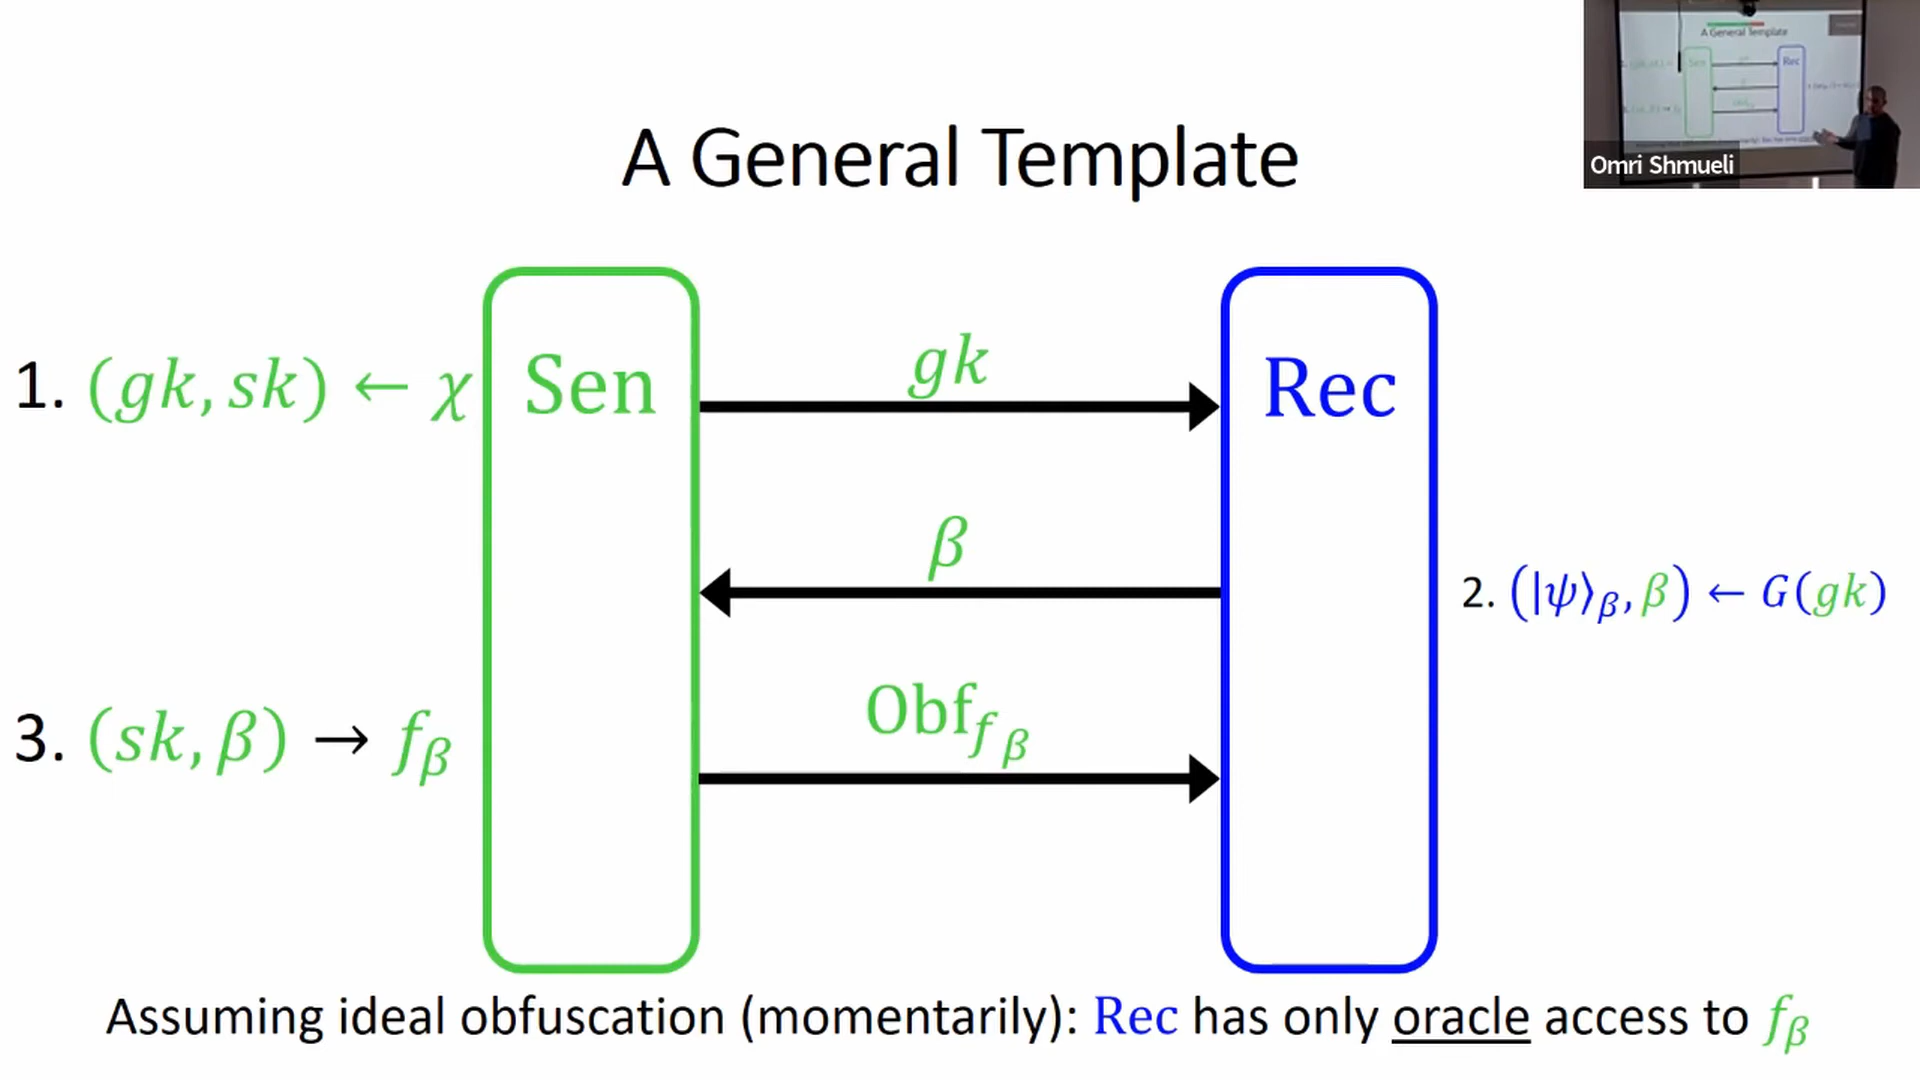 A General Template
Omri Shmueli
1. (gk, sk) ← χ
Sen
gk
Rec
β
2. (|ψ⟩_β, β) ← G(gk)
3. (sk, β) → f_β
Obf_{f_β}
Assuming ideal obfuscation (momentarily): Rec has only oracle access to f_β